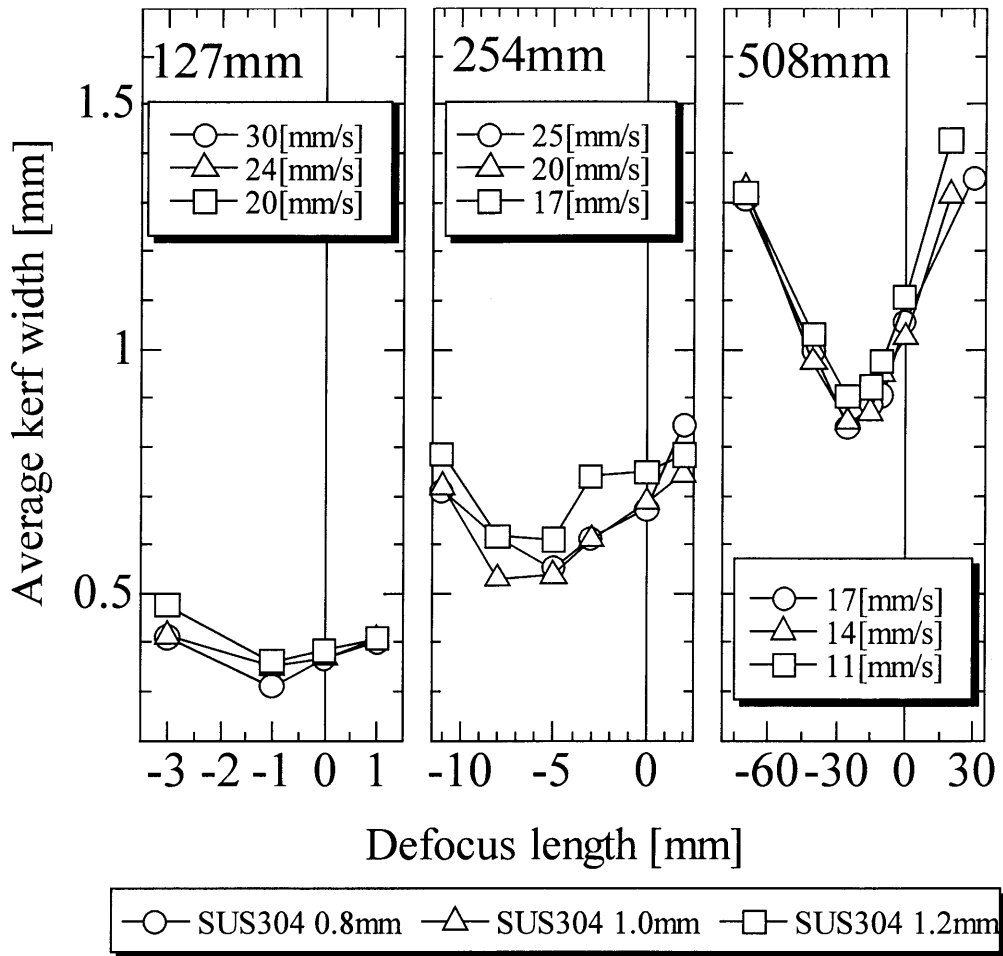 127mm
254mm
508mm
1.5
1
0.5
Average kerf width [mm]
30[mm/s]
24[mm/s]
20[mm/s]
25[mm/s]
20[mm/s]
17[mm/s]
17[mm/s]
14[mm/s]
11[mm/s]
-3 -2 -1 0 1
-10 -5 0
-60 -30 0 30
Defocus length [mm]
SUS304 0.8mm SUS304 1.0mm SUS304 1.2mm